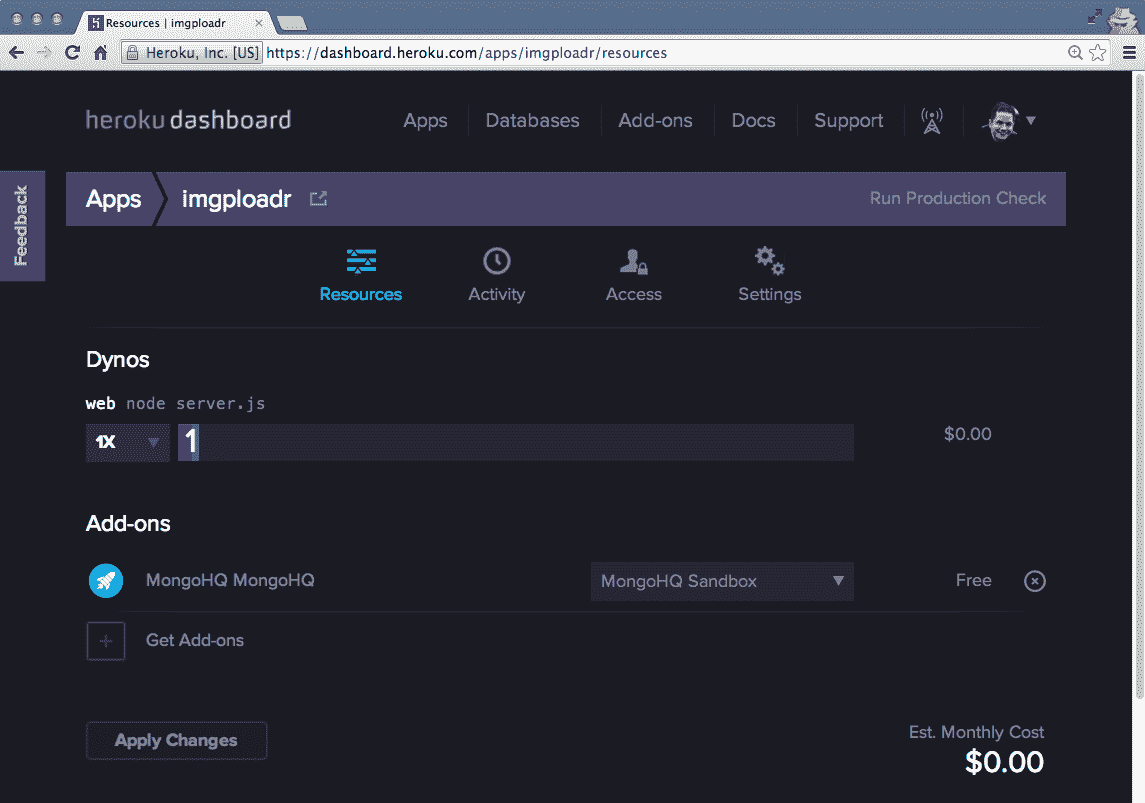 Resources | imgploadr
Heroku, Inc. [US] https://dashboard.heroku.com/apps/imgploadr/resources
heroku dashboard Apps Databases Add-ons Docs Support
Feedback
Apps imgploadr Run Production Check
Resources Activity Access Settings
Dynos
web node server.js
1X 1 $0.00
Add-ons
MongoHQ MongoHQ MongoHQ Sandbox Free
Get Add-ons
Apply Changes Est. Monthly Cost
$0.00